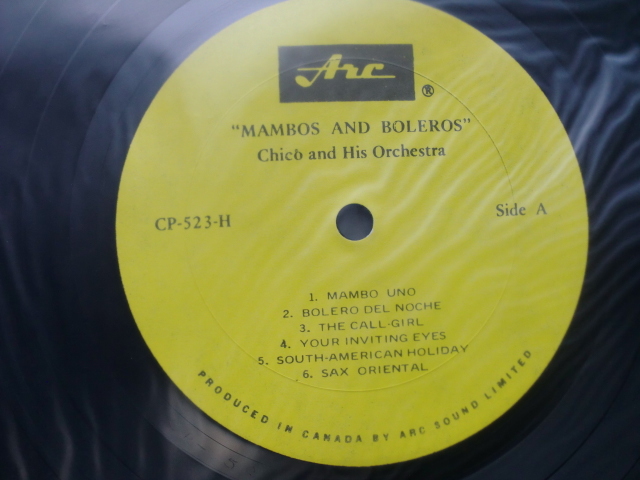 Arc
®
"MAMBOS AND BOLEROS"
Chico and His Orchestra
CP-523-H
Side A
1. MAMBO UNO
2. BOLERO DEL NOCHE
3. THE CALL-GIRL
4. YOUR INVITING EYES
5. SOUTH-AMERICAN HOLIDAY
6. SAX ORIENTAL
PRODUCED IN CANADA BY ARC SOUND LIMITED